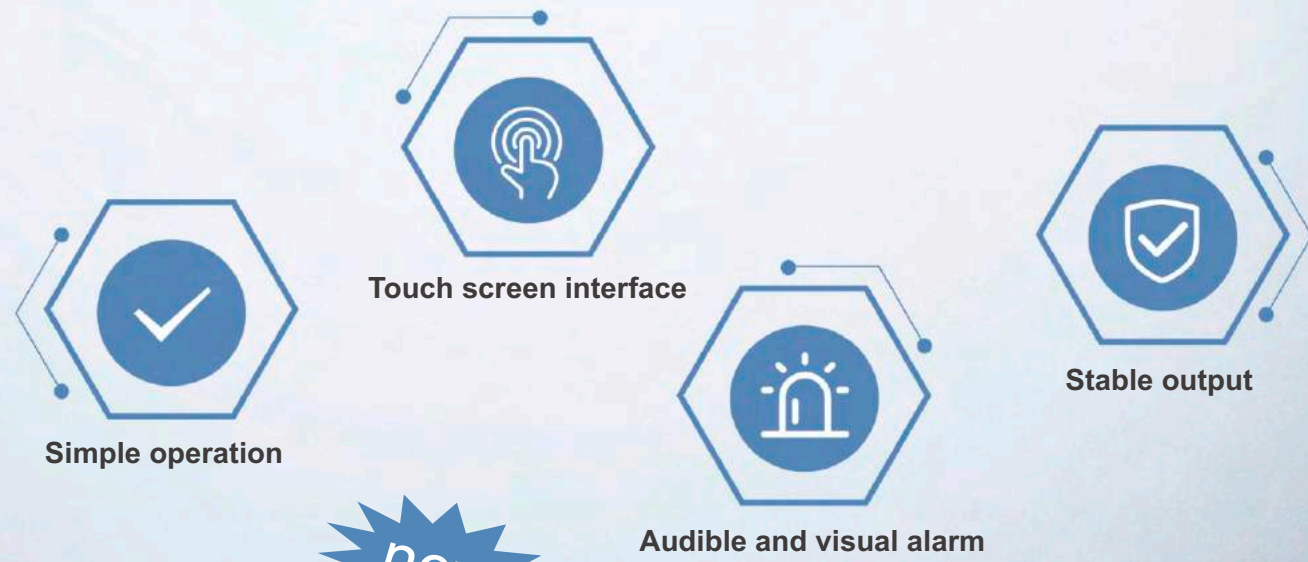 Touch screen interface
Stable output
Simple operation
Audible and visual alarm